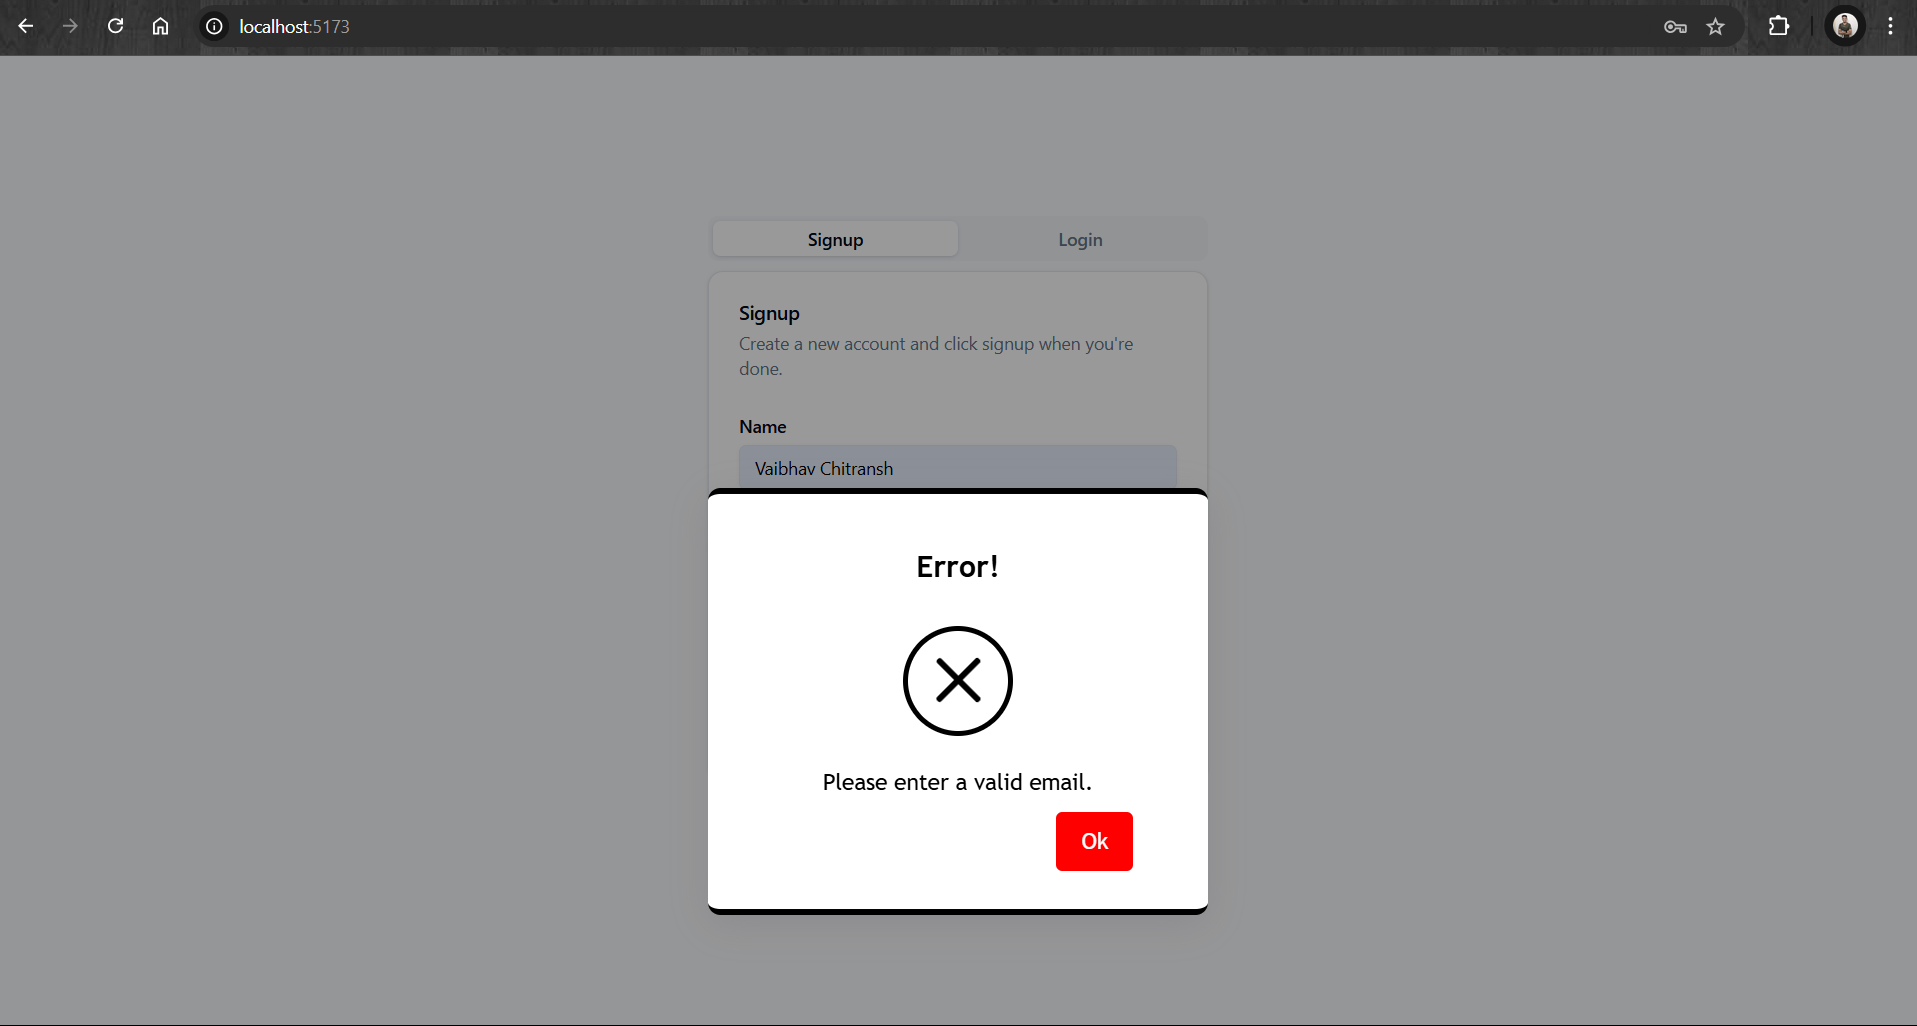 localhost:5173
Signup
Login
Signup
Create a new account and click signup when you're
done.
Name
Vaibhav Chitransh
Error!
Please enter a valid email.
Ok